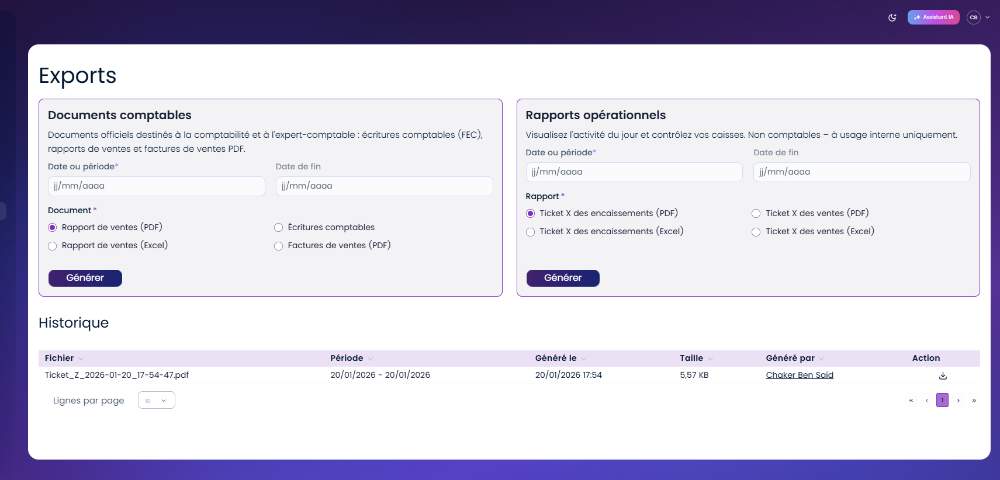 Assistant IA
CB
Exports
Documents comptables
Documents officiels destinés à la comptabilité et à l'expert-comptable : écritures comptables (FEC),
rapports de ventes et factures de ventes PDF.
Date ou période*
Date de fin
jj/mm/aaaa
jj/mm/aaaa
Document *
Rapport de ventes (PDF)
Écritures comptables
Rapport de ventes (Excel)
Factures de ventes (PDF)
Générer
Rapports opérationnels
Visualisez l'activité du jour et contrôlez vos caisses. Non comptables – à usage interne uniquement.
Date ou période*
Date de fin
jj/mm/aaaa
jj/mm/aaaa
Rapport *
Ticket X des encaissements (PDF)
Ticket X des ventes (PDF)
Ticket X des encaissements (Excel)
Ticket X des ventes (Excel)
Générer
Historique
Fichier Période Généré le Taille Généré par Action
Ticket_Z_2026-01-20_17-54-47.pdf 20/01/2026 - 20/01/2026 20/01/2026 17:54 5,57 KB Chaker Ben Said
Lignes par page 10 « ‹ 1 › »